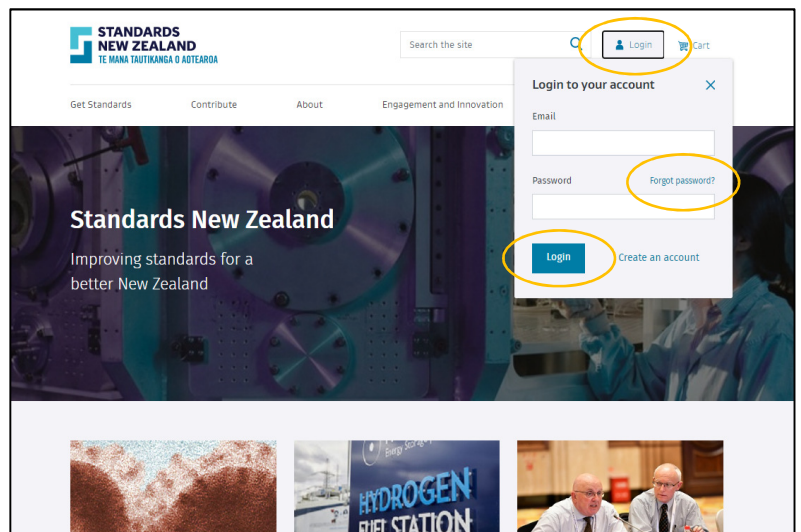 STANDARDS
NEW ZEALAND
TE MANA TAUTIKANGA O AOTEAROA
Search the site
Login
Cart
Get Standards
Contribute
About
Engagement and Innovation
Login to your account
Email
Password
Forgot password?
Login
Create an account
Standards New Zealand
Improving standards for a
better New Zealand
Energy Storage
HYDROGEN
FUEL STATION